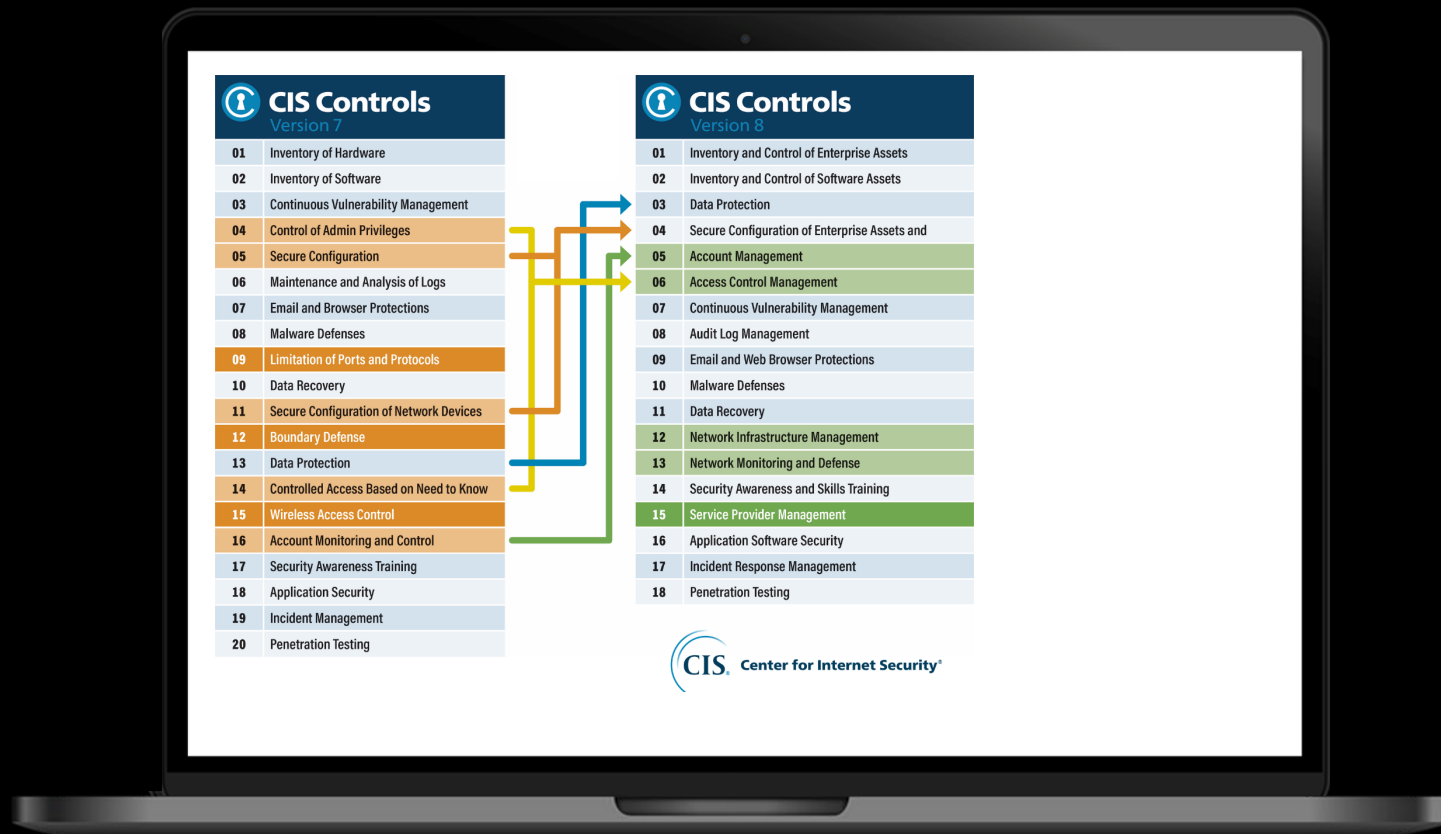 CIS Controls
Version 7
01 Inventory of Hardware
02 Inventory of Software
03 Continuous Vulnerability Management
04 Control of Admin Privileges
05 Secure Configuration
06 Maintenance and Analysis of Logs
07 Email and Browser Protections
08 Malware Defenses
09 Limitation of Ports and Protocols
10 Data Recovery
11 Secure Configuration of Network Devices
12 Boundary Defense
13 Data Protection
14 Controlled Access Based on Need to Know
15 Wireless Access Control
16 Account Monitoring and Control
17 Security Awareness Training
18 Application Security
19 Incident Management
20 Penetration Testing
CIS Controls
Version 8
01 Inventory and Control of Enterprise Assets
02 Inventory and Control of Software Assets
03 Data Protection
04 Secure Configuration of Enterprise Assets and
05 Account Management
06 Access Control Management
07 Continuous Vulnerability Management
08 Audit Log Management
09 Email and Web Browser Protections
10 Malware Defenses
11 Data Recovery
12 Network Infrastructure Management
13 Network Monitoring and Defense
14 Security Awareness and Skills Training
15 Service Provider Management
16 Application Software Security
17 Incident Response Management
18 Penetration Testing
CIS. Center for Internet Security®